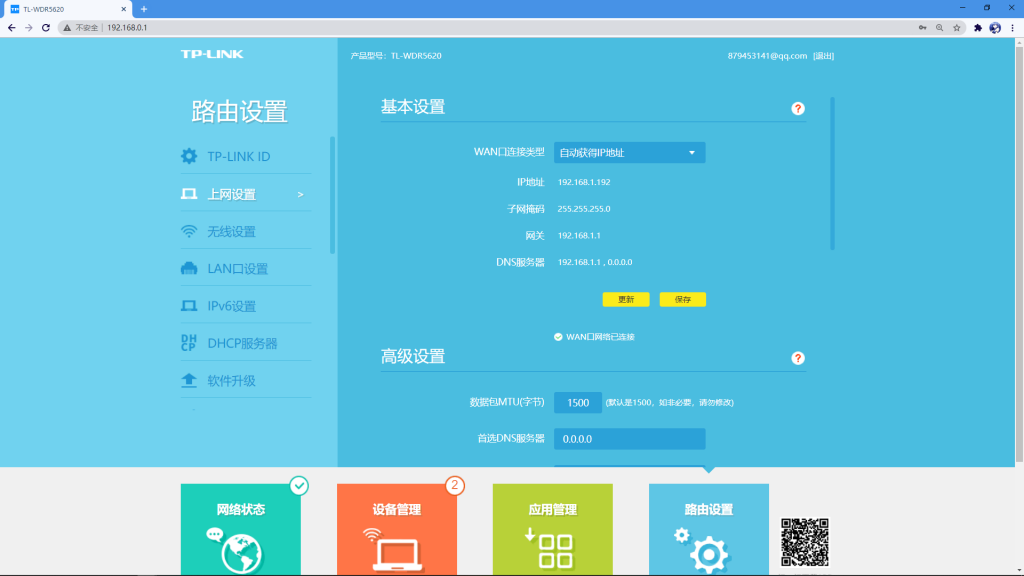 TL-WDR5620
不安全 | 192.168.0.1
TP-LINK
产品型号: TL-WDR5620
879453141@qq.com [退出]
路由设置
TP-LINK ID
上网设置 >
无线设置
LAN口设置
IPv6设置
DHCP服务器
软件升级
基本设置 ?
WAN口连接类型 自动获得IP地址
IP地址 192.168.1.192
子网掩码 255.255.255.0
网关 192.168.1.1
DNS服务器 192.168.1.1 , 0.0.0.0
更新 保存
WAN口网络已连接
高级设置 ?
数据包MTU(字节) 1500 (默认是1500，如非必要，请勿修改)
首选DNS服务器 0.0.0.0
网络状态
设备管理 2
应用管理
路由设置